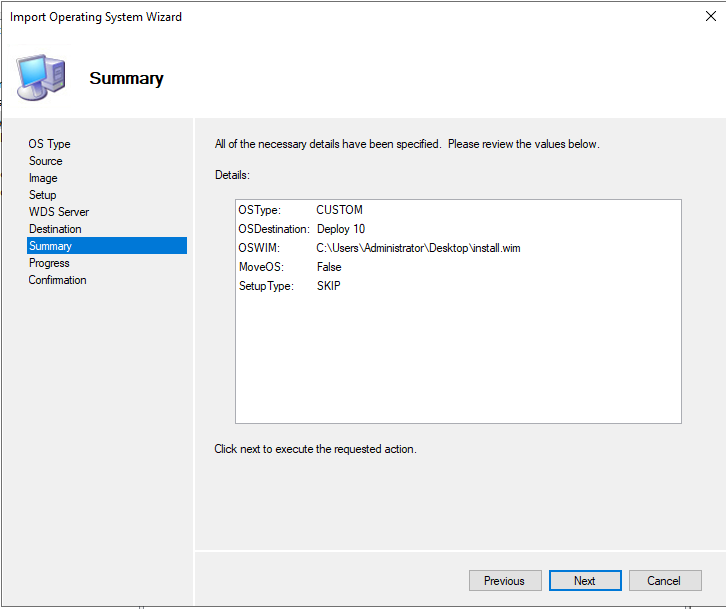 Import Operating System Wizard
Summary
OS Type
Source
Image
Setup
WDS Server
Destination
Summary
Progress
Confirmation
All of the necessary details have been specified.  Please review the values below.
Details:
OSType: CUSTOM
OSDestination: Deploy 10
OSWIM: C:\Users\Administrator\Desktop\install.wim
MoveOS: False
SetupType: SKIP
Click next to execute the requested action.
Previous Next Cancel